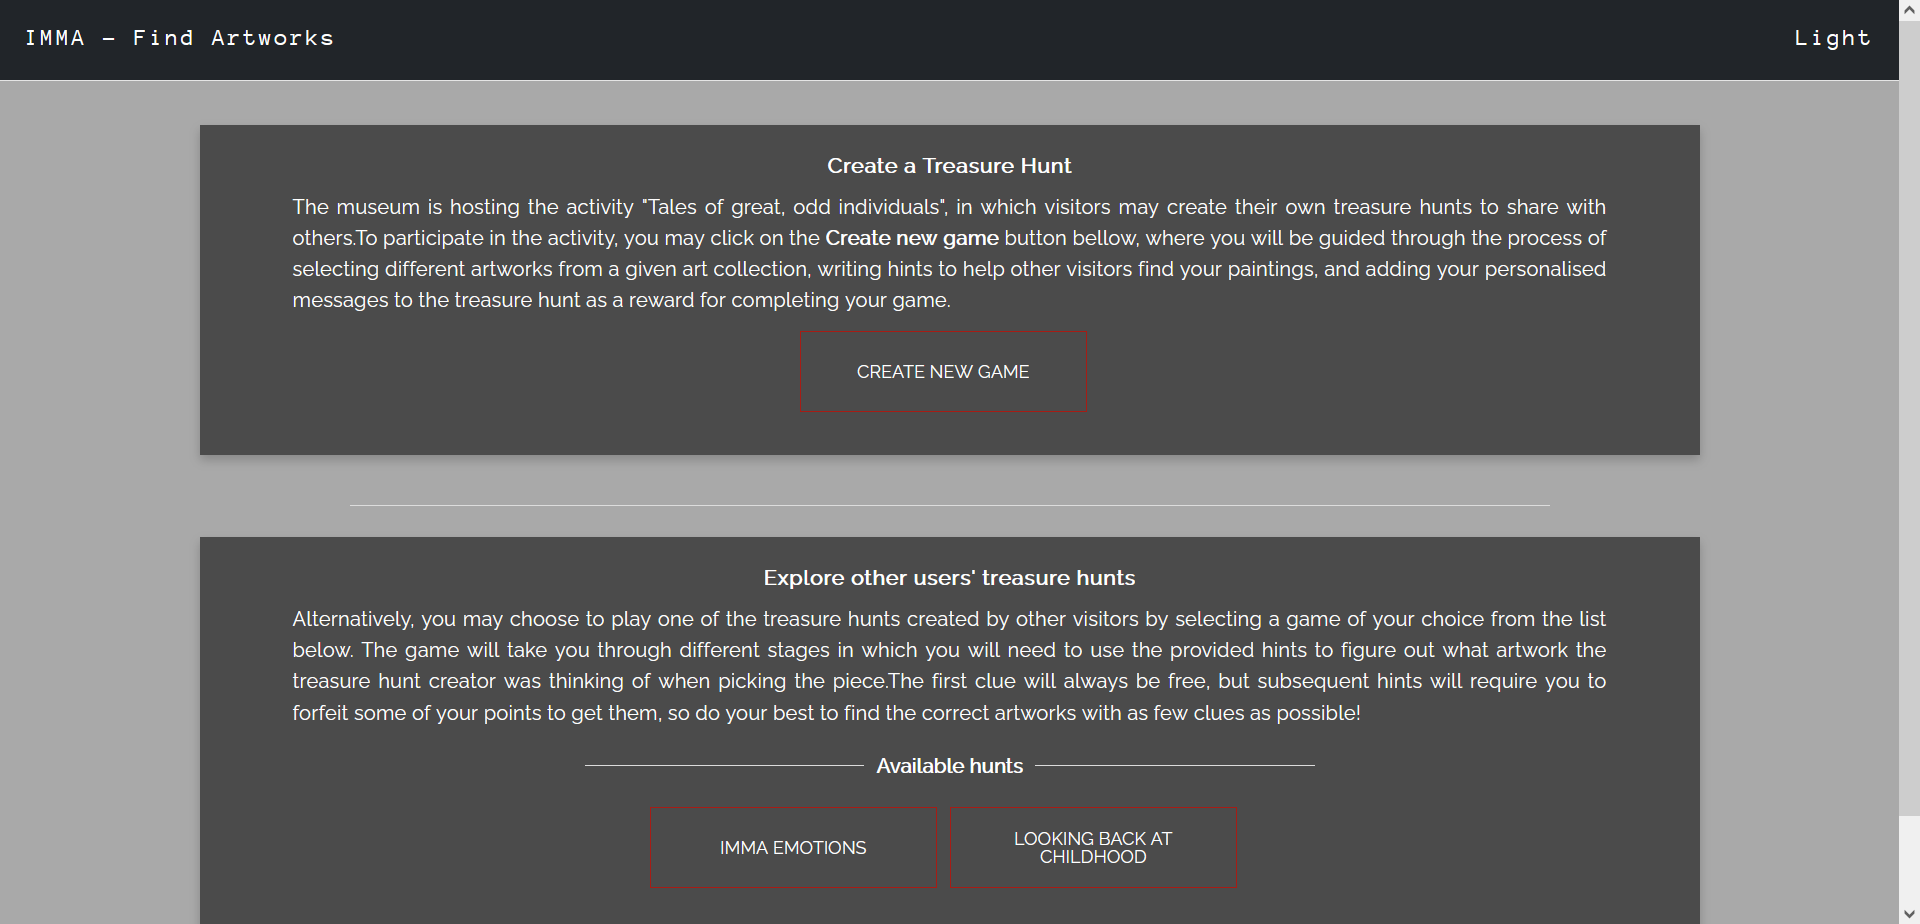 IMMA - Find Artworks
Light
Create a Treasure Hunt
The museum is hosting the activity "Tales of great, odd individuals", in which visitors may create their own treasure hunts to share with
others.To participate in the activity, you may click on the Create new game button bellow, where you will be guided through the process of
selecting different artworks from a given art collection, writing hints to help other visitors find your paintings, and adding your personalised
messages to the treasure hunt as a reward for completing your game.
CREATE NEW GAME
Explore other users' treasure hunts
Alternatively, you may choose to play one of the treasure hunts created by other visitors by selecting a game of your choice from the list
below. The game will take you through different stages in which you will need to use the provided hints to figure out what artwork the
treasure hunt creator was thinking of when picking the piece.The first clue will always be free, but subsequent hints will require you to
forfeit some of your points to get them, so do your best to find the correct artworks with as few clues as possible!
Available hunts
IMMA EMOTIONS
LOOKING BACK AT
CHILDHOOD